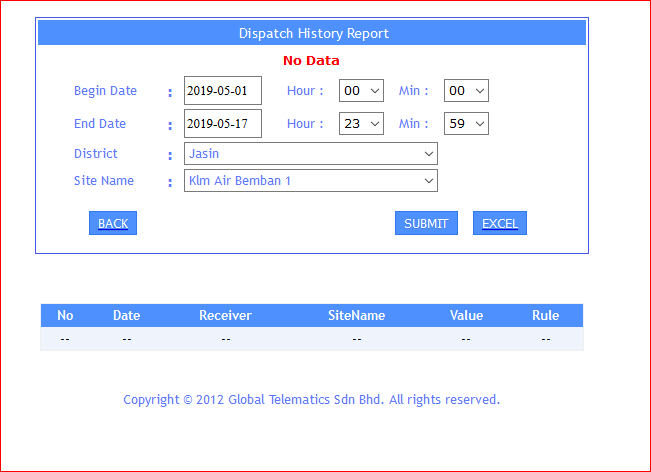 Dispatch History Report
No Data
Begin Date : 2019-05-01 Hour : 00 Min : 00
End Date : 2019-05-17 Hour : 23 Min : 59
District : Jasin
Site Name : Klm Air Bemban 1
BACK SUBMIT EXCEL
No Date Receiver SiteName Value Rule
-- -- -- -- -- --
Copyright © 2012 Global Telematics Sdn Bhd. All rights reserved.